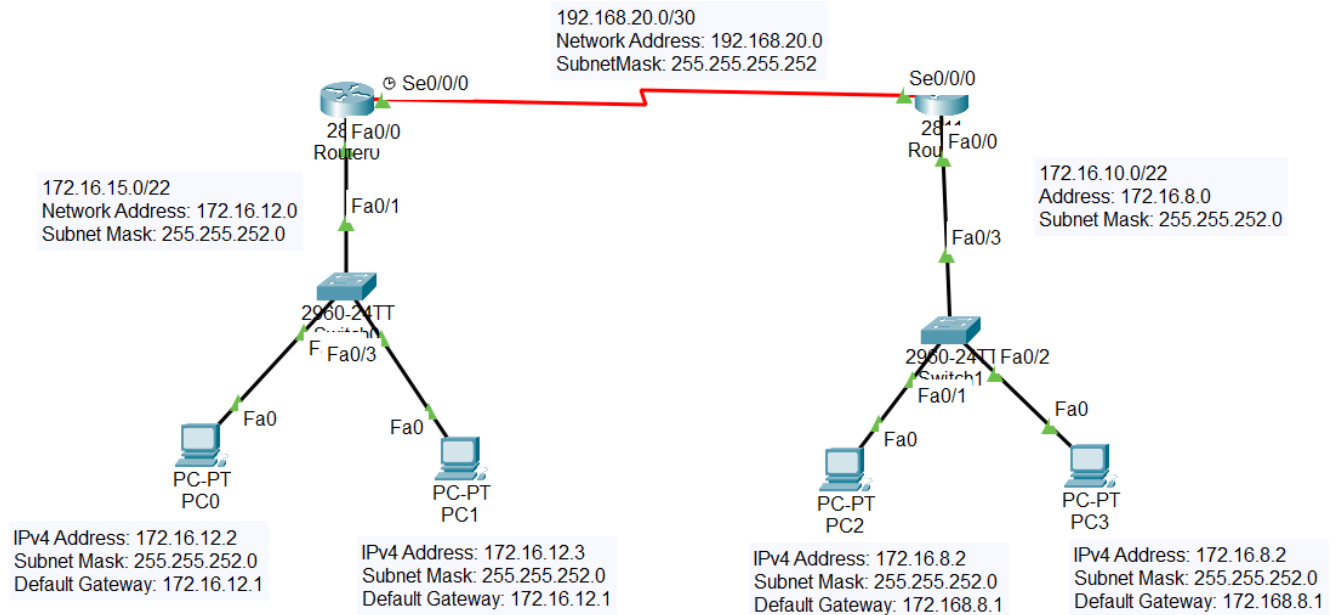 192.168.20.0/30
Network Address: 192.168.20.0
SubnetMask: 255.255.255.252
Se0/0/0
Se0/0/0
Fa0/0
Fa0/0
172.16.15.0/22
Network Address: 172.16.12.0
Subnet Mask: 255.255.252.0
172.16.10.0/22
Address: 172.16.8.0
Subnet Mask: 255.255.252.0
Fa0/1
Fa0/3
2960-24TT
Fa0/3
Fa0/2
Fa0/1
Fa0
Fa0
Fa0
Fa0
PC-PT
PC0
PC-PT
PC1
PC-PT
PC2
PC-PT
PC3
IPv4 Address: 172.16.12.2
Subnet Mask: 255.255.252.0
Default Gateway: 172.16.12.1
IPv4 Address: 172.16.12.3
Subnet Mask: 255.255.252.0
Default Gateway: 172.16.12.1
IPv4 Address: 172.16.8.2
Subnet Mask: 255.255.252.0
Default Gateway: 172.168.8.1
IPv4 Address: 172.16.8.2
Subnet Mask: 255.255.252.0
Default Gateway: 172.168.8.1